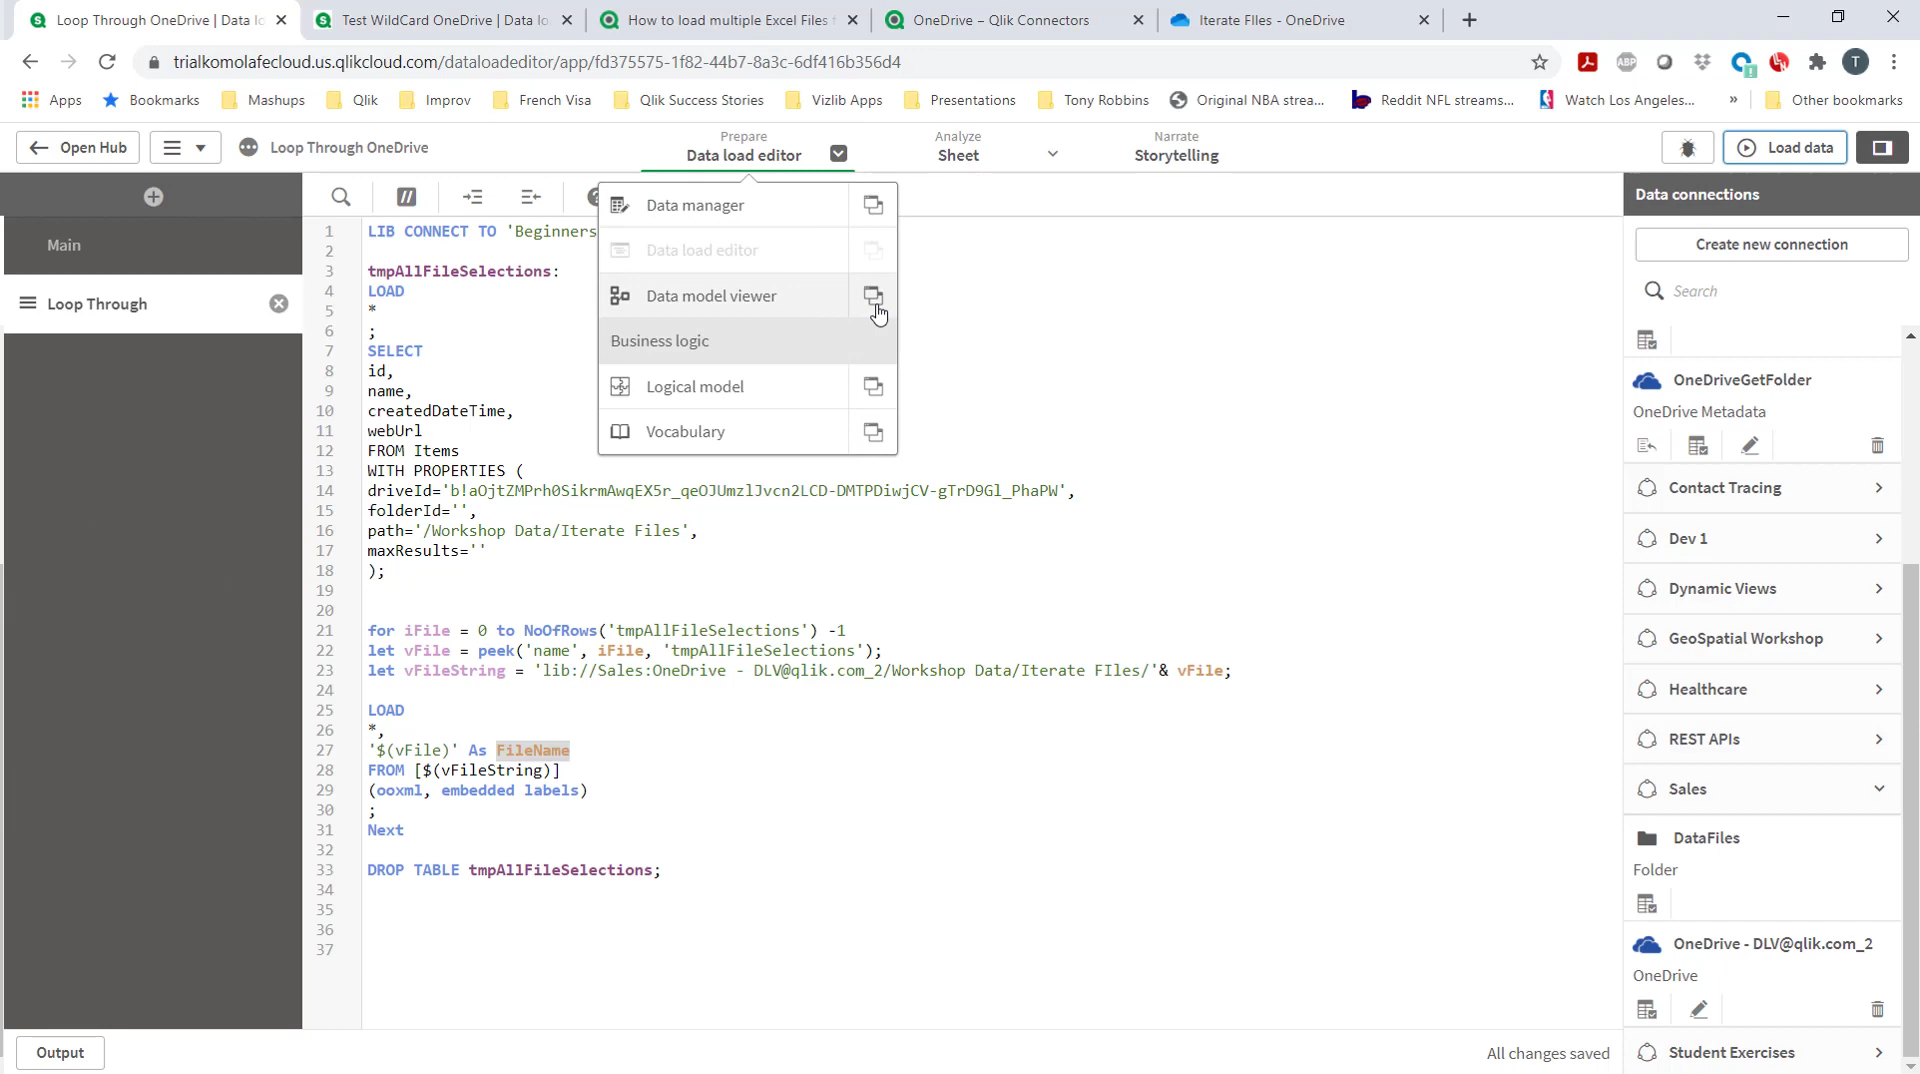 Loop Through OneDrive | Data lo
Test WildCard OneDrive | Data lo
How to load multiple Excel Files f
OneDrive – Qlik Connectors
Iterate FIles - OneDrive
trialkomolafecloud.us.qlikcloud.com/dataloadeditor/app/fd375575-1f82-44b7-8a3c-6df416b356d4
ABP
T
Apps
Bookmarks
Mashups
Qlik
Improv
French Visa
Qlik Success Stories
Vizlib Apps
Presentations
Tony Robbins
Original NBA strea...
Reddit NFL streams...
Watch Los Angeles...
»
Other bookmarks
Open Hub
Loop Through OneDrive
Prepare
Data load editor
Analyze
Sheet
Narrate
Storytelling
Load data
Main
Loop Through
Data manager
Data load editor
Data model viewer
Business logic
Logical model
Vocabulary
1 LIB CONNECT TO 'Beginners
2
3 tmpAllFileSelections:
4 LOAD
5 *
6 ;
7 SELECT
8 id,
9 name,
10 createdDateTime,
11 webUrl
12 FROM Items
13 WITH PROPERTIES (
14 driveId='b!aOjtZMPrh0SikrmAwqEX5r_qeOJUmzlJvcn2LCD-DMTPDiwjCV-gTrD9Gl_PhaPW',
15 folderId='',
16 path='/Workshop Data/Iterate Files',
17 maxResults=''
18 );
19
20
21 for iFile = 0 to NoOfRows('tmpAllFileSelections') -1
22 let vFile = peek('name', iFile, 'tmpAllFileSelections');
23 let vFileString = 'lib://Sales:OneDrive - DLV@qlik.com_2/Workshop Data/Iterate FIles/'& vFile;
24
25 LOAD
26 *,
27 '$(vFile)' As FileName
28 FROM [$(vFileString)]
29 (ooxml, embedded labels)
30 ;
31 Next
32
33 DROP TABLE tmpAllFileSelections;
34
35
36
37
Data connections
Create new connection
Search
OneDriveGetFolder
OneDrive Metadata
Contact Tracing
Dev 1
Dynamic Views
GeoSpatial Workshop
Healthcare
REST APIs
Sales
DataFiles
Folder
OneDrive - DLV@qlik.com_2
OneDrive
Student Exercises
Output
All changes saved